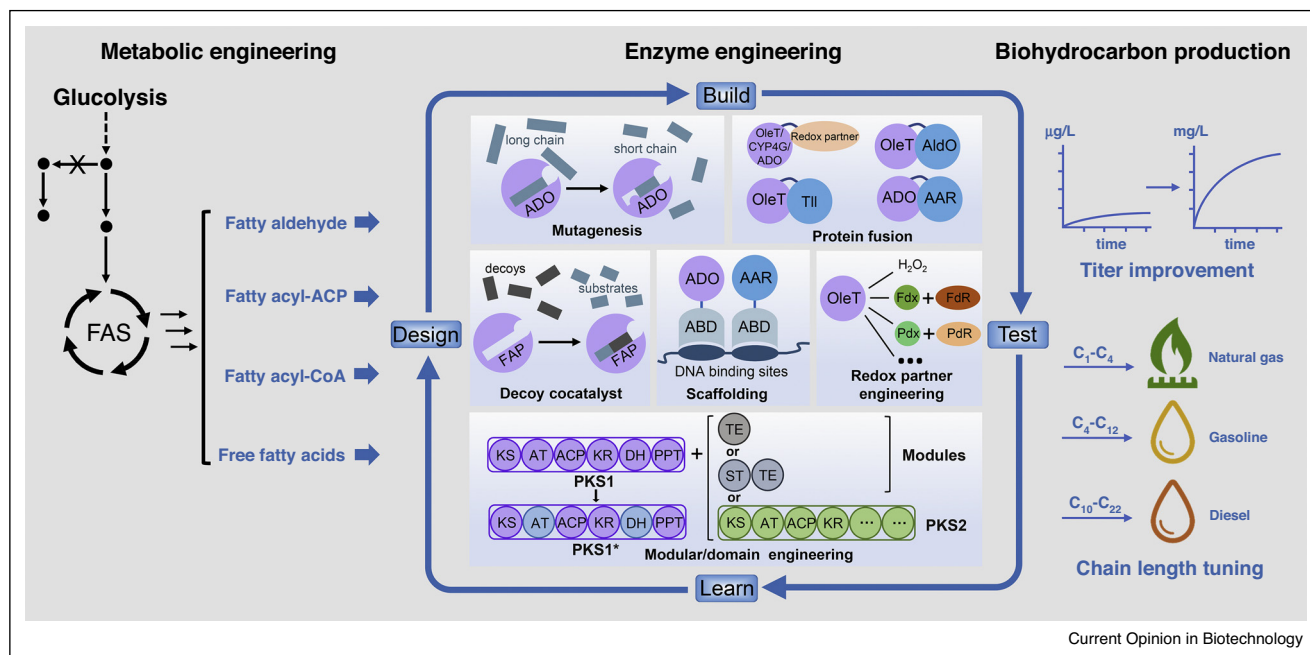 Metabolic engineering
Enzyme engineering
Biohydrocarbon production
Glucolysis
FAS
Fatty aldehyde
Fatty acyl-ACP
Fatty acyl-CoA
Free fatty acids
Design
Build
Test
Learn
long chain
short chain
ADO
ADO
Mutagenesis
OleT/
CYP4G/
ADO
Redox partner
OleT
AldO
OleT
TII
ADO
AAR
Protein fusion
decoys
substrates
FAP
FAP
Decoy cocatalyst
ADO
AAR
ABD
ABD
DNA binding sites
Scaffolding
OleT
H₂O₂
Fdx + FdR
Pdx + PdR
•••
Redox partner
engineering
KS AT ACP KR DH PPT
PKS1
+
KS AT ACP KR DH PPT
PKS1*
TE
or
ST TE
or
Modules
KS AT ACP KR ... ...
PKS2
Modular/domain engineering
µg/L
time
mg/L
time
Titer improvement
C₁-C₄
Natural gas
C₄-C₁₂
Gasoline
C₁₀-C₂₂
Diesel
Chain length tuning
Current Opinion in Biotechnology